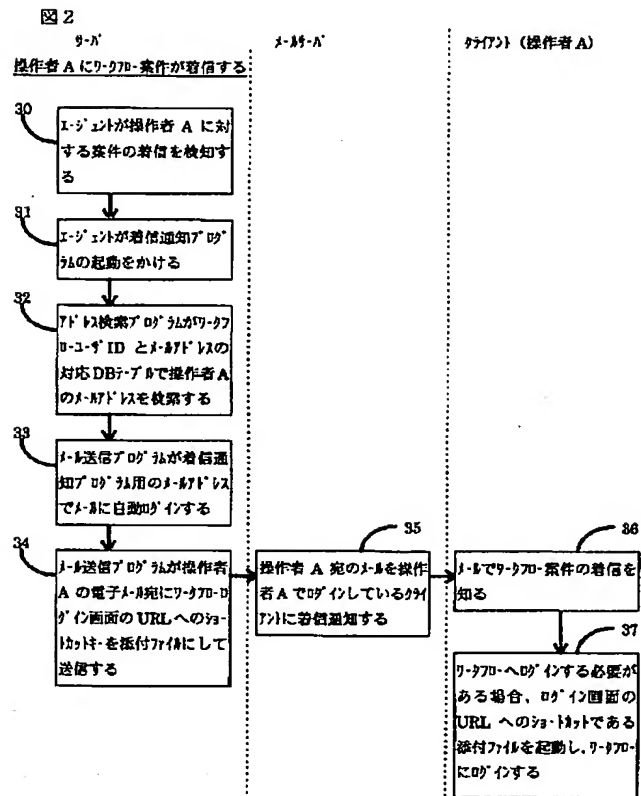 図2
サーバ
メールサーバ
クライアント（操作者A）
操作者Aにワークフロー案件が着信する
30
エージェントが操作者 A に対
する案件の着信を検知す
る
31
エージェントが着信通知プログ
ラムの起動をかける
32
アドレス検索プログラムがワークフ
ローユーザID とメールアドレスの
対応DBテーブルで操作者A
のメールアドレスを検索する
33
メール送信プログラムが着信通
知プログラム用のメールアドレス
でメールに自動ログインする
34
メール送信プログラムが操作者
A の電子メール宛にワークフローロ
グイン画面の URL へのショー
トカットキーを添付ファイルにして
送信する
35
操作者 A 宛のメールを操作
者Aでログインしているクライ
アントに着信通知する
36
メールでワークフロー案件の着信を
知る
37
ワークフローへログインする必要が
ある場合、ログイン画面の
URL へのショートカットである
添付ファイルを起動し、ワークフロー
にログインする